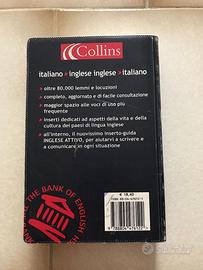 Collins
italiano»inglese inglese»italiano
oltre 80.000 lemmi e locuzioni
completo, aggiornato e di facile consultazione
maggior spazio alle voci di uso più
frequente
inserti dedicati ad aspetti della vita e della
cultura dei paesi di lingua inglese
all'interno, il nuovissimo inserto-guida
INGLESE ATTIVO, per aiutarvi a scrivere e
a comunicare in ogni situazione
THE BANK OF ENGLISH
€ 18,40
subito